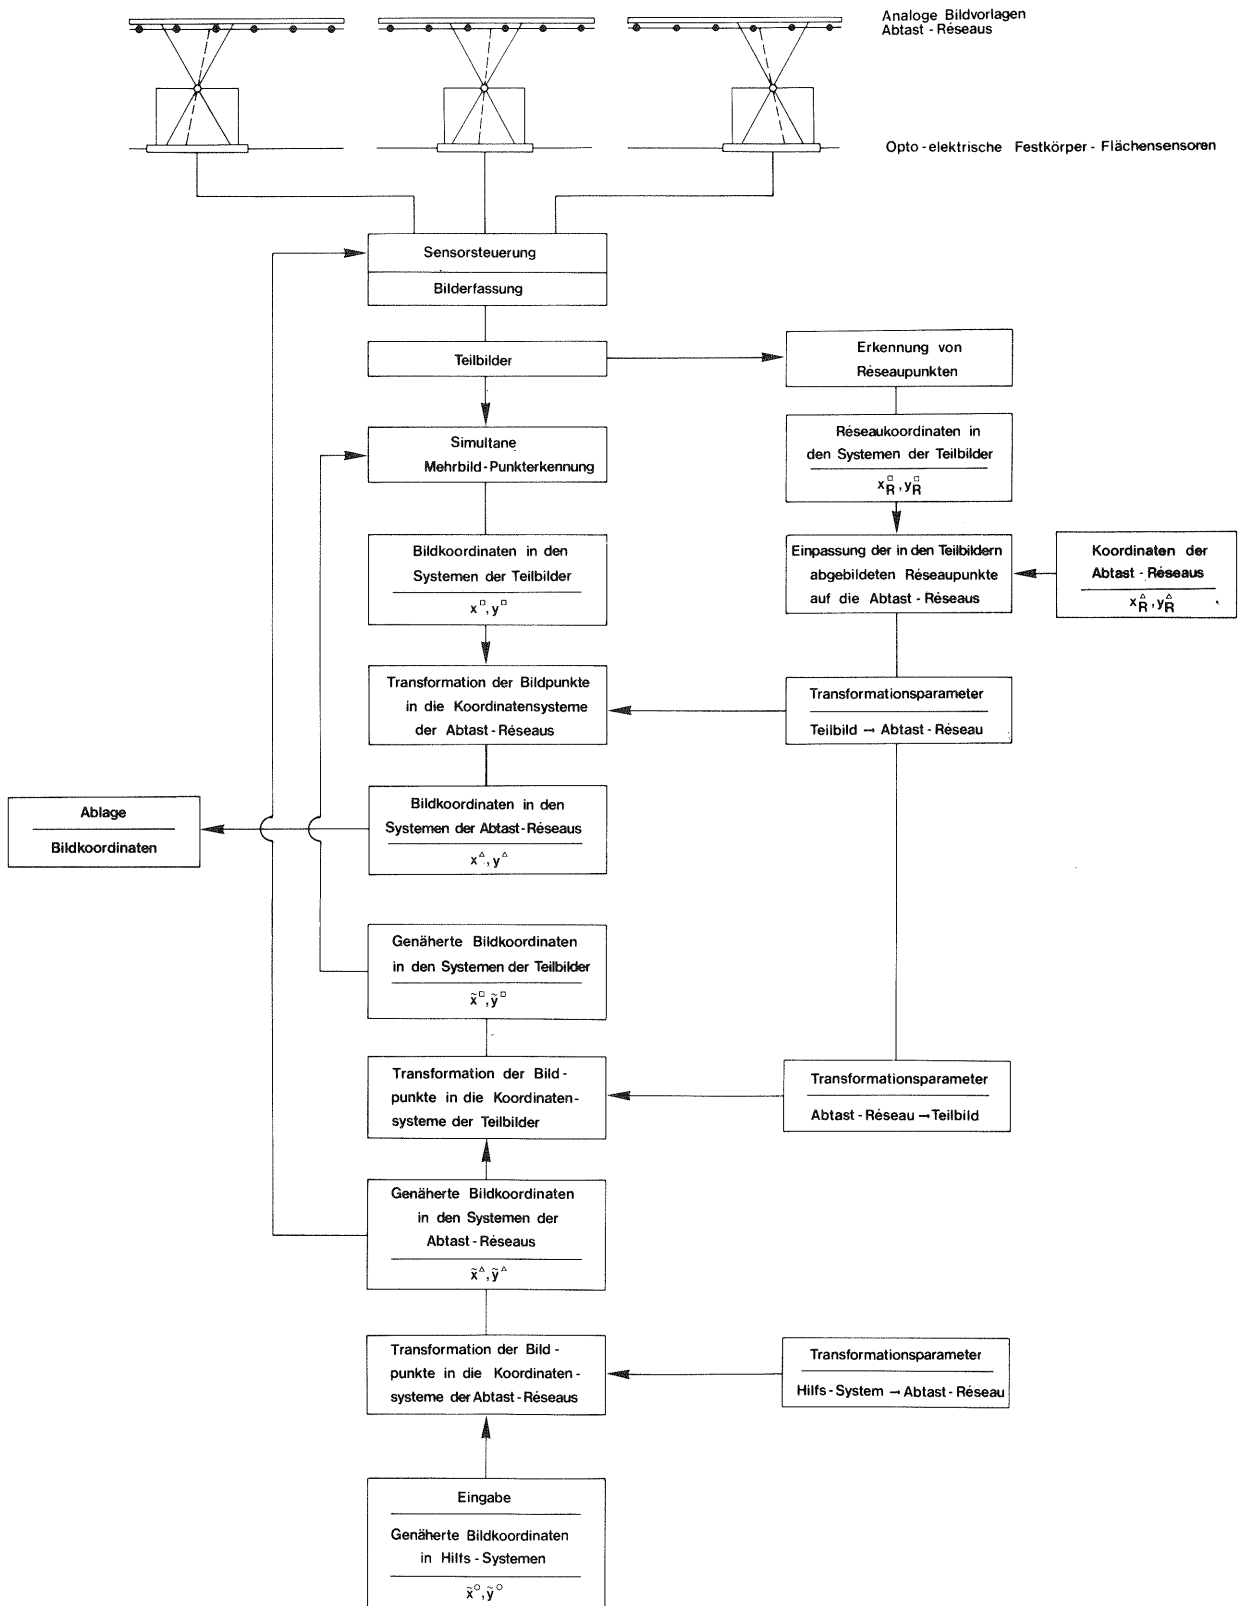 Analoge Bildvorlagen
Abtast - Réseaus
Opto - elektrische Festkörper - Flächensensoren
Sensorsteuerung
Bilderfassung
Teilbilder
Erkennung von
Réseaupunkten
Simultane
Mehrbild - Punkterkennung
Réseaukoordinaten in
den Systemen der Teilbilder
x_R^□, y_R^□
Bildkoordinaten in den
Systemen der Teilbilder
x^□, y^□
Einpassung der in den Teilbildern
abgebildeten Réseaupunkte
auf die Abtast - Réseaus
Koordinaten der
Abtast - Réseaus
x_R^△, y_R^△
Transformation der Bildpunkte
in die Koordinatensysteme
der Abtast - Réseaus
Transformationsparameter
Teilbild → Abtast - Réseau
Ablage
Bildkoordinaten
Bildkoordinaten in den
Systemen der Abtast - Réseaus
x^△, y^△
Genäherte Bildkoordinaten
in den Systemen der Teilbilder
x̃^□, ỹ^□
Transformation der Bild -
punkte in die Koordinaten -
systeme der Teilbilder
Transformationsparameter
Abtast - Réseau → Teilbild
Genäherte Bildkoordinaten
in den Systemen der
Abtast - Réseaus
x̃^△, ỹ^△
Transformation der Bild -
punkte in die Koordinaten -
systeme der Abtast - Réseaus
Transformationsparameter
Hilfs - System → Abtast - Réseau
Eingabe
Genäherte Bildkoordinaten
in Hilfs - Systemen
x̃^○, ỹ^○